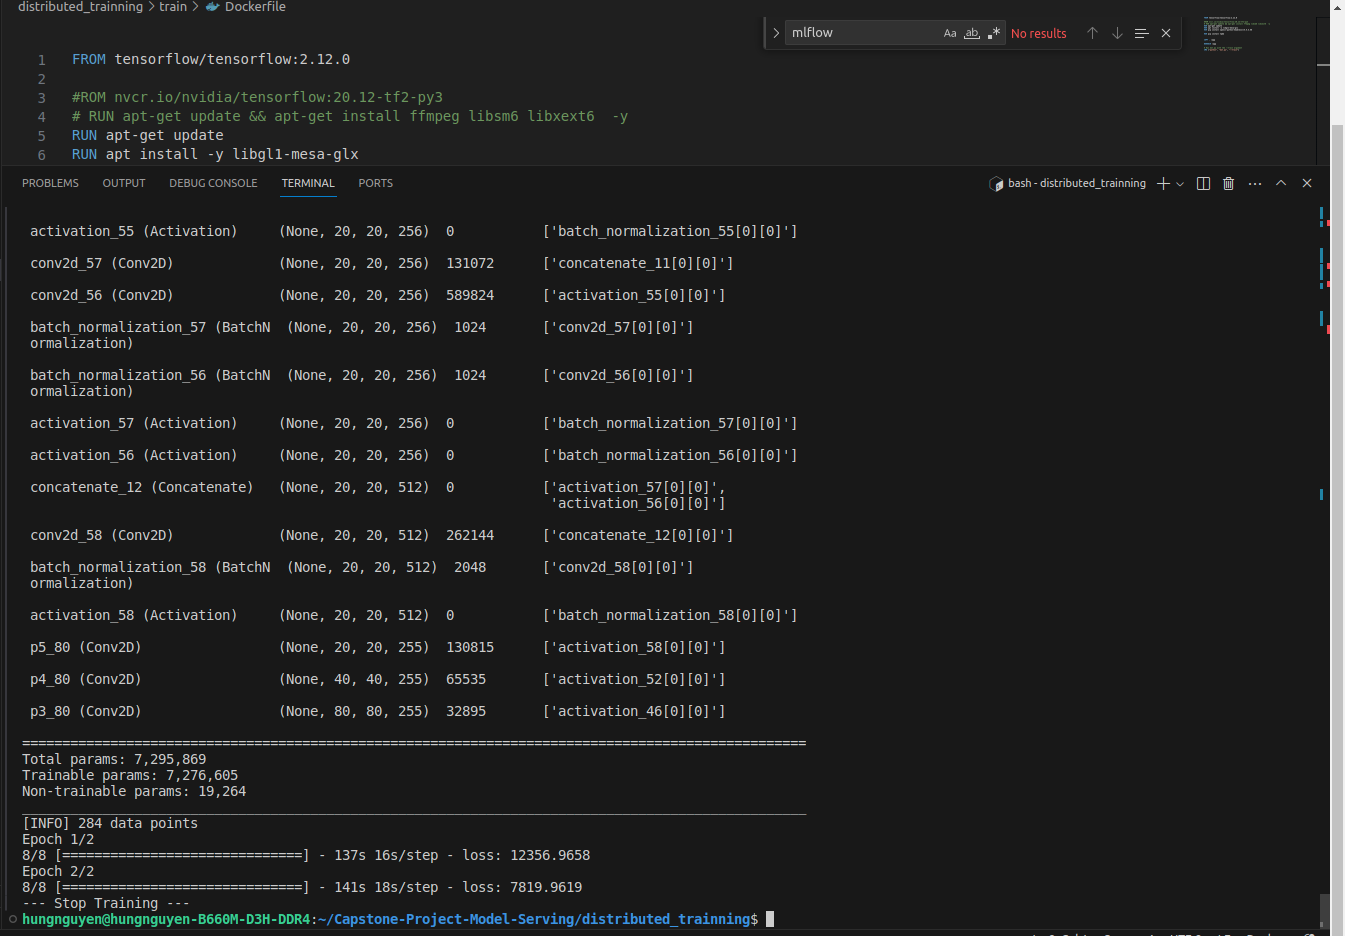 distributed_trainning > train > Dockerfile
mlflow
Aa ab .* No results
1 FROM tensorflow/tensorflow:2.12.0
2
3 #ROM nvcr.io/nvidia/tensorflow:20.12-tf2-py3
4 # RUN apt-get update && apt-get install ffmpeg libsm6 libxext6  -y
5 RUN apt-get update
6 RUN apt install -y libgl1-mesa-glx
PROBLEMS OUTPUT DEBUG CONSOLE TERMINAL PORTS bash - distributed_trainning
activation_55 (Activation) (None, 20, 20, 256) 0 ['batch_normalization_55[0][0]']
conv2d_57 (Conv2D) (None, 20, 20, 256) 131072 ['concatenate_11[0][0]']
conv2d_56 (Conv2D) (None, 20, 20, 256) 589824 ['activation_55[0][0]']
batch_normalization_57 (BatchN (None, 20, 20, 256) 1024 ['conv2d_57[0][0]']
ormalization)
batch_normalization_56 (BatchN (None, 20, 20, 256) 1024 ['conv2d_56[0][0]']
ormalization)
activation_57 (Activation) (None, 20, 20, 256) 0 ['batch_normalization_57[0][0]']
activation_56 (Activation) (None, 20, 20, 256) 0 ['batch_normalization_56[0][0]']
concatenate_12 (Concatenate) (None, 20, 20, 512) 0 ['activation_57[0][0]',
'activation_56[0][0]']
conv2d_58 (Conv2D) (None, 20, 20, 512) 262144 ['concatenate_12[0][0]']
batch_normalization_58 (BatchN (None, 20, 20, 512) 2048 ['conv2d_58[0][0]']
ormalization)
activation_58 (Activation) (None, 20, 20, 512) 0 ['batch_normalization_58[0][0]']
p5_80 (Conv2D) (None, 20, 20, 255) 130815 ['activation_58[0][0]']
p4_80 (Conv2D) (None, 40, 40, 255) 65535 ['activation_52[0][0]']
p3_80 (Conv2D) (None, 80, 80, 255) 32895 ['activation_46[0][0]']
==================================================================================================
Total params: 7,295,869
Trainable params: 7,276,605
Non-trainable params: 19,264
__________________________________________________________________________________________________
[INFO] 284 data points
Epoch 1/2
8/8 [==============================] - 137s 16s/step - loss: 12356.9658
Epoch 2/2
8/8 [==============================] - 141s 18s/step - loss: 7819.9619
--- Stop Training ---
hungnguyen@hungnguyen-B660M-D3H-DDR4:~/Capstone-Project-Model-Serving/distributed_trainning$